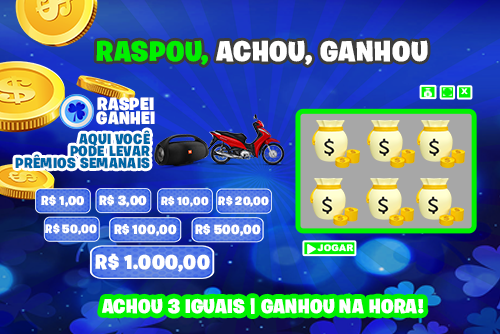 RASPOU, ACHOU, GANHOU
RASPEI
GANHEI
AQUI VOCÊ
PODE LEVAR
PRÊMIOS SEMANAIS
R$ 1,00
R$ 3,00
R$ 10,00
R$ 20,00
R$ 50,00
R$ 100,00
R$ 500,00
R$ 1.000,00
$ $ $
$ $ $
JOGAR
ACHOU 3 IGUAIS | GANHOU NA HORA!